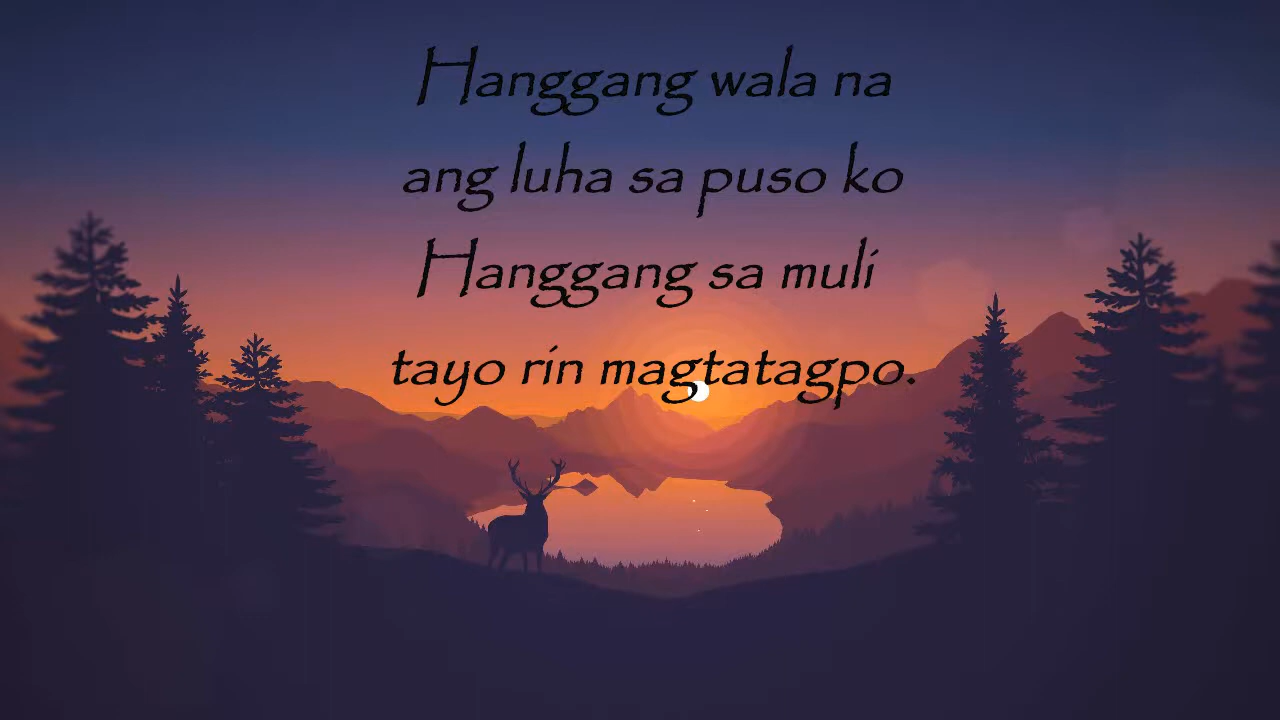 Hanggang wala na
ang luha sa puso ko
Hanggang sa muli
tayo rin magtatagpo.